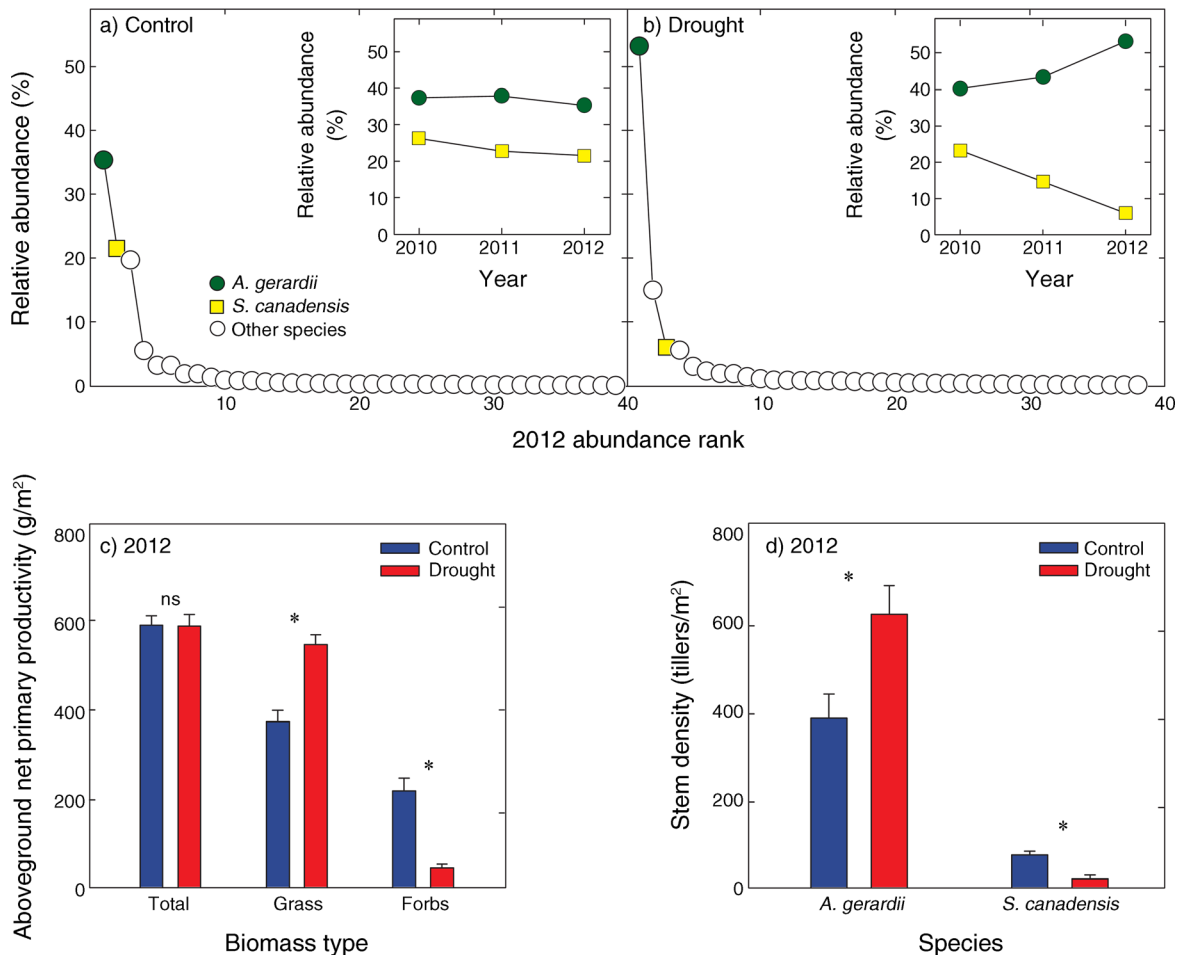 a) Control
Relative abundance (%)
50
40
30
20
10
0
10
20
30
40
A. gerardii
S. canadensis
Other species
Relative abundance
(%)
50
40
30
20
10
0
2010
2011
2012
Year
b) Drought
10
20
30
40
Relative abundance
(%)
50
40
30
20
10
0
2010
2011
2012
Year
2012 abundance rank
c) 2012
Aboveground net primary productivity (g/m²)
800
600
400
200
0
Control
Drought
ns
*
*
Total
Grass
Forbs
Biomass type
d) 2012
Stem density (tillers/m²)
800
600
400
200
0
Control
Drought
*
*
A. gerardii
S. canadensis
Species